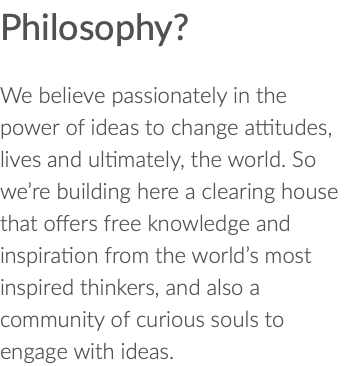 Philosophy?
We believe passionately in the
power of ideas to change attitudes,
lives and ultimately, the world. So
we’re building here a clearing house
that offers free knowledge and
inspiration from the world’s most
inspired thinkers, and also a
community of curious souls to
engage with ideas.